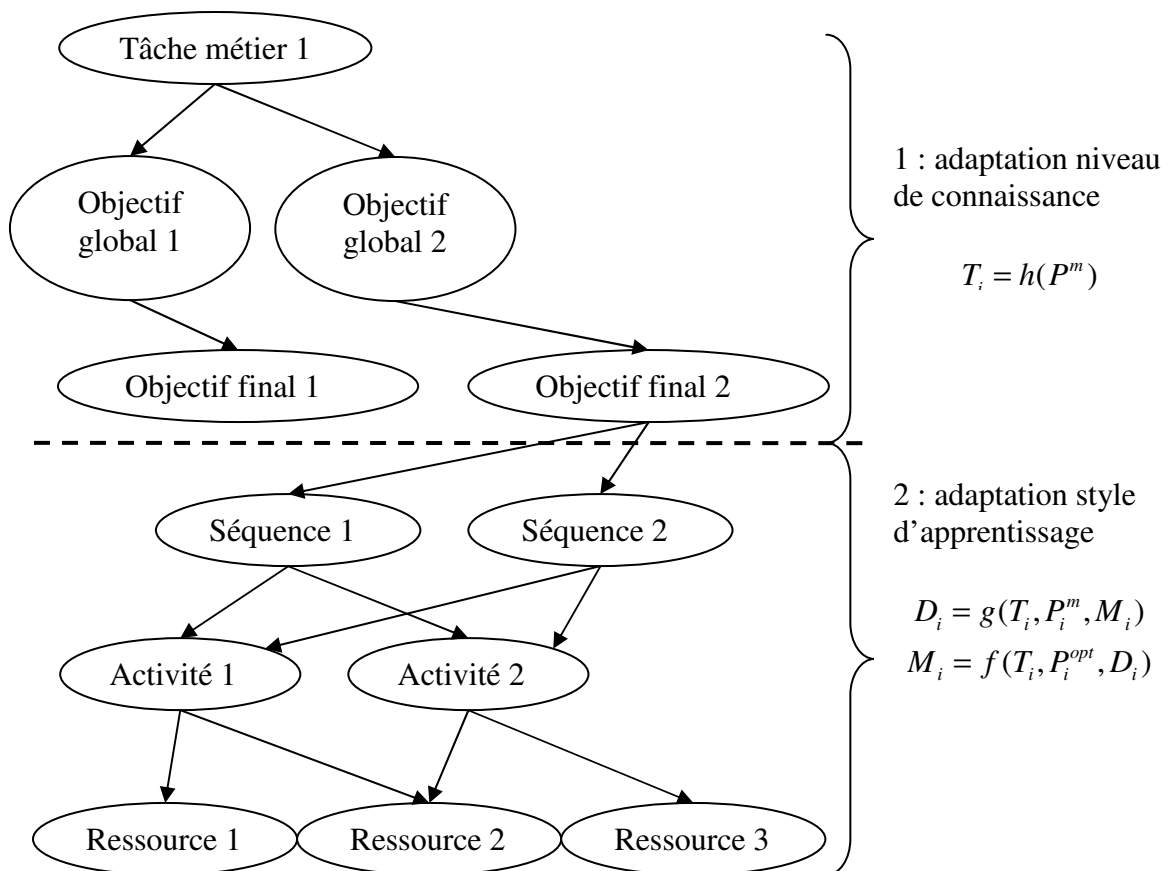 Tâche métier 1
Objectif
global 1
Objectif
global 2
Objectif final 1
Objectif final 2
1 : adaptation niveau
de connaissance
T_i = h(P^m)
Séquence 1
Séquence 2
Activité 1
Activité 2
Ressource 1
Ressource 2
Ressource 3
2 : adaptation style
d'apprentissage
D_i = g(T_i, P_i^m, M_i)
M_i = f(T_i, P_i^{opt}, D_i)